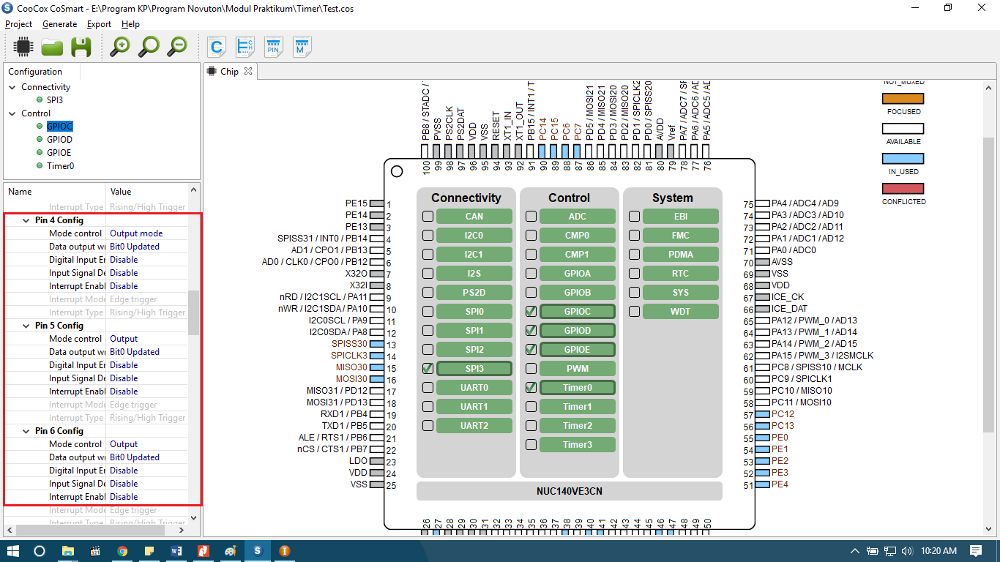 CooCox CoSmart - E:\Program KP\Program Novuton\Modul Praktikum\Timer\Test.cos
Project Generate Export Help
C
CH
PIN
M
Configuration
Connectivity
SPI3
Control
GPIOC
GPIOD
GPIOE
Timer0
Name Value
Interrupt Type Rising/High Trigger
Pin 4 Config
Mode control Output mode
Data output wr Bit0 Updated
Digital Input Er Disable
Input Signal De Disable
Interrupt Enabl Disable
Interrupt Mode Edge trigger
Interrupt Type Rising/High Trigger
Pin 5 Config
Mode control Output
Data output wr Bit0 Updated
Digital Input Er Disable
Input Signal De Disable
Interrupt Enabl Disable
Interrupt Mode Edge trigger
Interrupt Type Rising/High Trigger
Pin 6 Config
Mode control Output
Data output wr Bit0 Updated
Digital Input Er Disable
Input Signal De Disable
Interrupt Enabl Disable
Interrupt Mode Edge trigger
Interrupt Type Rising/High Trigger
Chip
PB8 / STADC /
PVSS
PS2CLK
PS2DAT
VDD
VSS
RESET
XT1_IN
XT1_OUT
PB15 / INT1 / T
PC14
PC15
PC6
PC7
PD5 / MOSI21
PD4 / MISO21
PD3 / MOSI20
PD2 / MISO20
PD1 / SPICLK2
PD0 / SPISS20
AVDD
Vref
PA7 / ADC7 / SP
PA6 / ADC6 / AD
PA5 / ADC5 / AD
100 99 98 97 96 95 94 93 92 91 90 89 88 87 86 85 84 83 82 81 80 79 78 77 76
NOT_MUXED
FOCUSED
AVAILABLE
IN_USED
CONFLICTED
PE15 1
PE14 2
PE13 3
SPISS31 / INT0 / PB14 4
AD1 / CPO1 / PB13 5
AD0 / CLK0 / CPO0 / PB12 6
X32O 7
X32I 8
nRD / I2C1SCL / PA11 9
nWR / I2C1SDA / PA10 10
I2C0SCL / PA9 11
I2C0SDA / PA8 12
SPISS30 13
SPICLK3 14
MISO30 15
MOSI30 16
MISO31 / PD12 17
MOSI31 / PD13 18
RXD1 / PB4 19
TXD1 / PB5 20
ALE / RTS1 / PB6 21
nCS / CTS1 / PB7 22
LDO 23
VDD 24
VSS 25
Connectivity
CAN
I2C0
I2C1
I2S
PS2D
SPI0
SPI1
SPI2
SPI3
UART0
UART1
UART2
Control
ADC
CMP0
CMP1
GPIOA
GPIOB
GPIOC
GPIOD
GPIOE
PWM
Timer0
Timer1
Timer2
Timer3
System
EBI
FMC
PDMA
RTC
SYS
WDT
NUC140VE3CN
75 PA4 / ADC4 / AD9
74 PA3 / ADC3 / AD10
73 PA2 / ADC2 / AD11
72 PA1 / ADC1 / AD12
71 PA0 / ADC0
70 AVSS
69 VSS
68 VDD
67 ICE_CK
66 ICE_DAT
65 PA12 / PWM_0 / AD13
64 PA13 / PWM_1 / AD14
63 PA14 / PWM_2 / AD15
62 PA15 / PWM_3 / I2SMCLK
61 PC8 / SPISS10 / MCLK
60 PC9 / SPICLK1
59 PC10 / MISO10
58 PC11 / MOSI10
57 PC12
56 PC13
55 PE0
54 PE1
53 PE2
52 PE3
51 PE4
26 27 28 29 30 31 32 33 34 35 36 37 38 39 40 41 42 43 44 45 46 47 48 49 50
10:20 AM